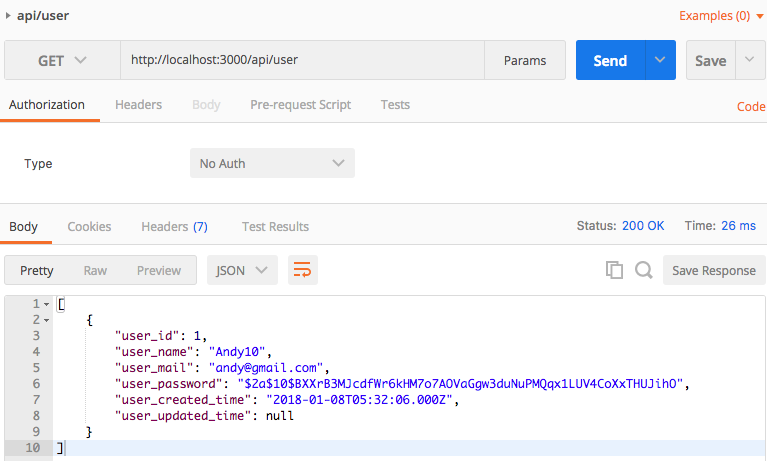 api/user Examples (0)
GET http://localhost:3000/api/user Params Send Save
Authorization Headers Body Pre-request Script Tests Code
Type No Auth
Body Cookies Headers (7) Test Results Status: 200 OK Time: 26 ms
Pretty Raw Preview JSON Save Response
1 [
2 {
3 "user_id": 1,
4 "user_name": "Andy10",
5 "user_mail": "andy@gmail.com",
6 "user_password": "$2a$10$BXXrB3MJcdfWr6kHM7o7AOVaGgw3duNuPMQqx1LUV4CoXxTHUJihO",
7 "user_created_time": "2018-01-08T05:32:06.000Z",
8 "user_updated_time": null
9 }
10 ]